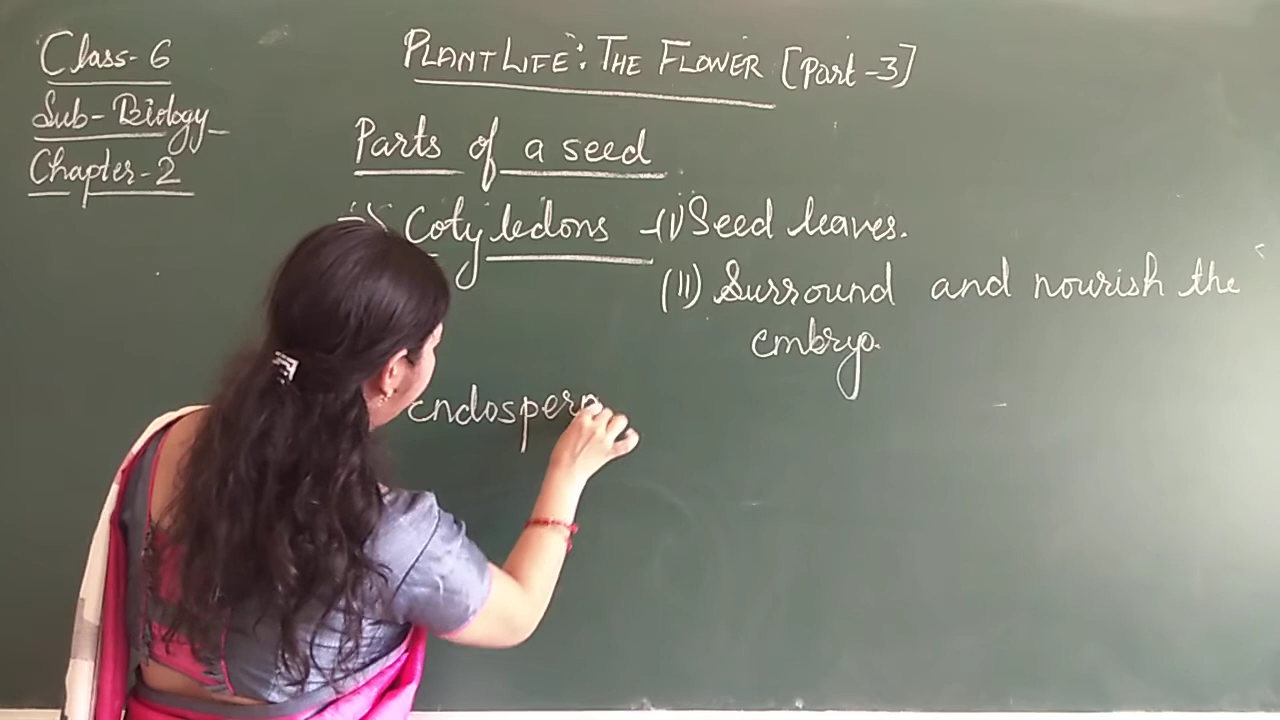 Class-6
Sub-Biology
Chapter-2
PLANT LIFE: THE FLOWER [Part-3]
Parts of a seed
Cotyledons -(i) Seed leaves.
(II) Surround and nourish the
embryo.
endosper